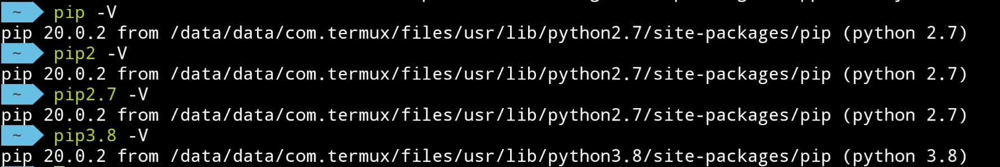 ~ pip -V
pip 20.0.2 from /data/data/com.termux/files/usr/lib/python2.7/site-packages/pip (python 2.7)
~ pip2 -V
pip 20.0.2 from /data/data/com.termux/files/usr/lib/python2.7/site-packages/pip (python 2.7)
~ pip2.7 -V
pip 20.0.2 from /data/data/com.termux/files/usr/lib/python2.7/site-packages/pip (python 2.7)
~ pip3.8 -V
pip 20.0.2 from /data/data/com.termux/files/usr/lib/python3.8/site-packages/pip (python 3.8)